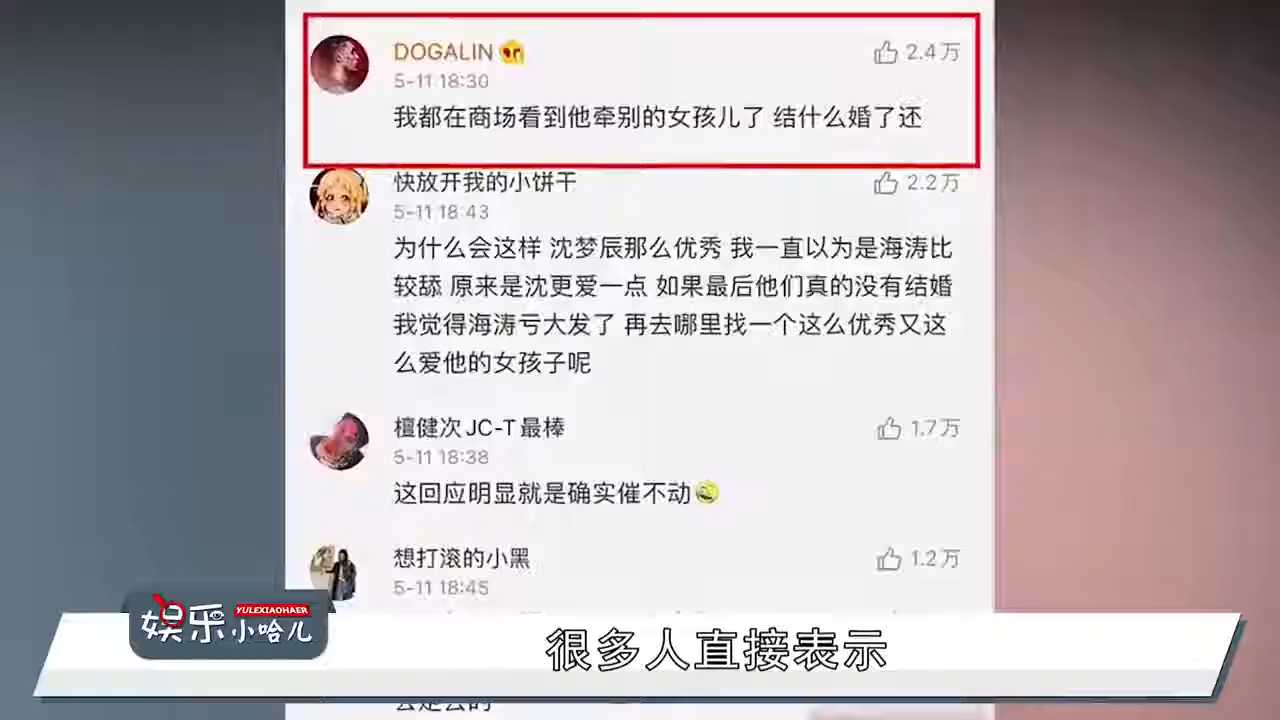 DOGALIN
2.4万
5-11 18:30
我都在商场看到他牵别的女孩儿了 结什么婚了还
快放开我的小饼干
2.2万
5-11 18:43
为什么会这样 沈梦辰那么优秀 我一直以为是海涛比
较舔 原来是沈更爱一点 如果最后他们真的没有结婚
我觉得海涛亏大发了 再去哪里找一个这么优秀又这
么爱他的女孩子呢
檀健次JC-T最棒
1.7万
5-11 18:38
这回应明显就是确实催不动
想打滚的小黑
1.2万
5-11 18:45
娱乐小哈儿
YULEXIAOHAER
很多人直接表示